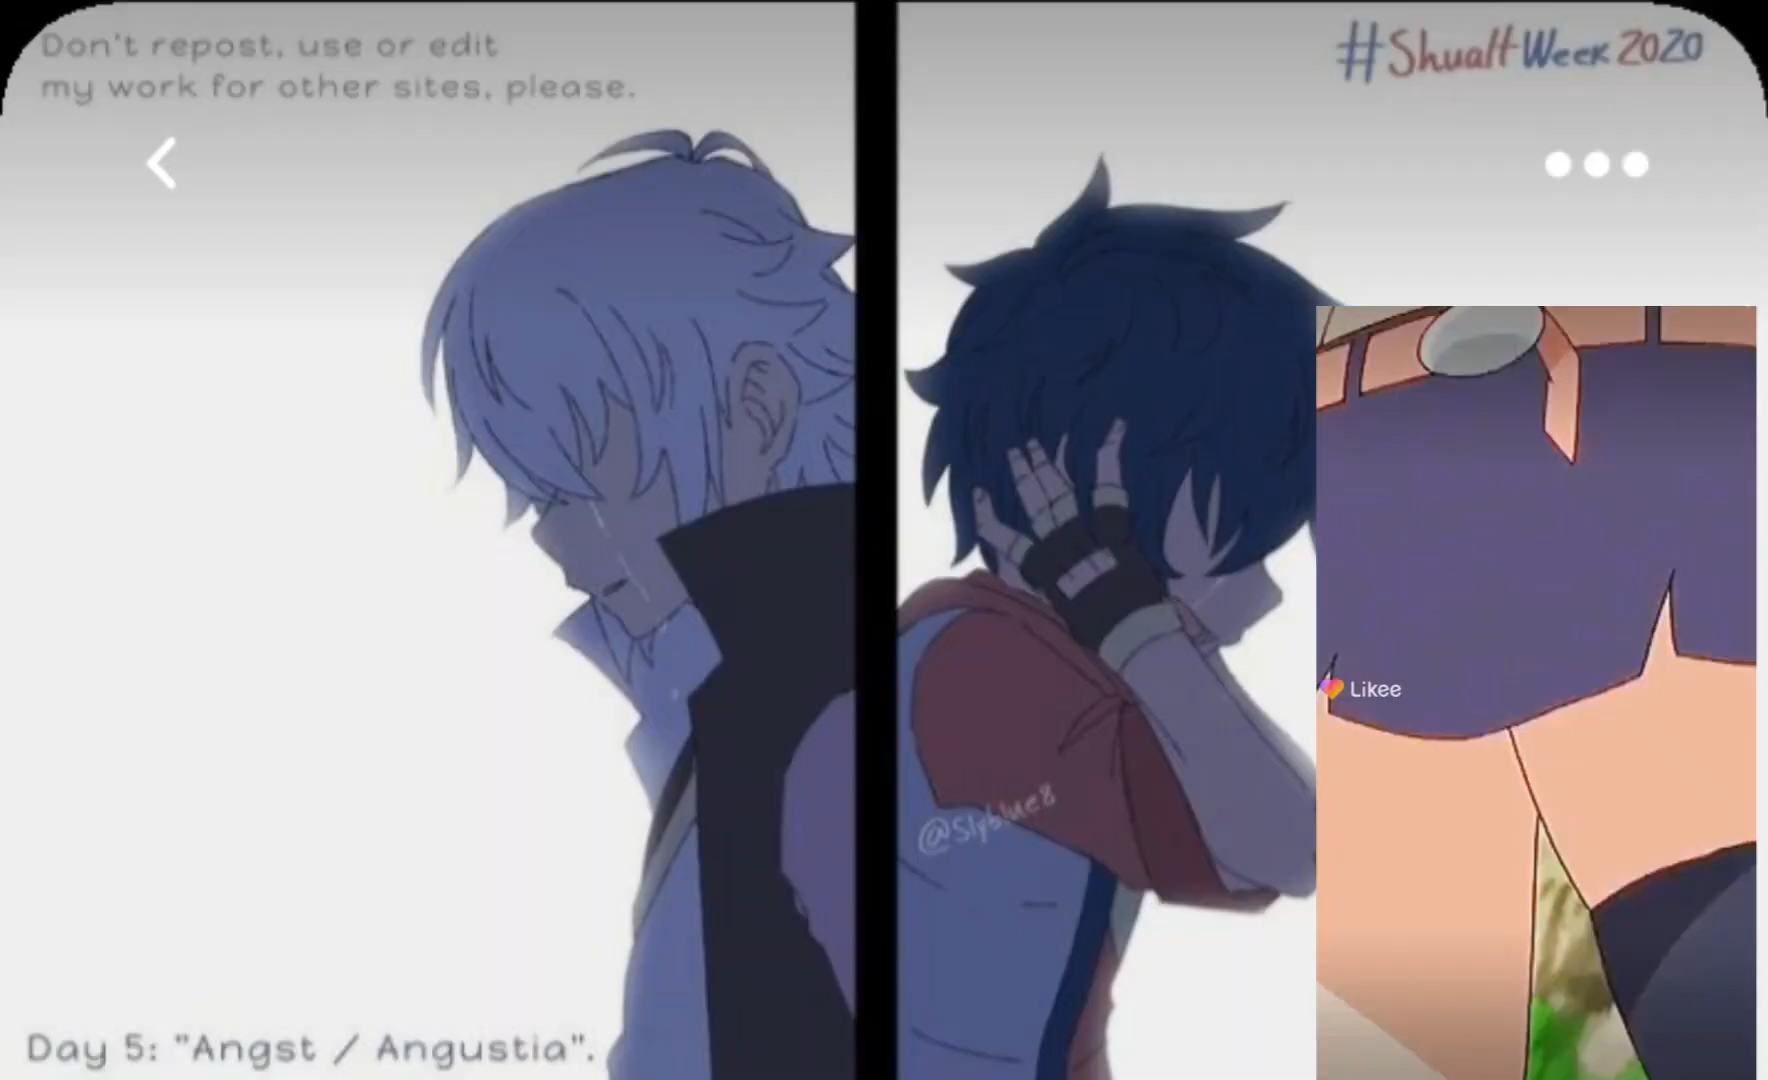 Don't repost, use or edit
my work for other sites, please.
#ShualtWeek2020
@Slyblue8
Likee
Day 5: "Angst / Angustia".